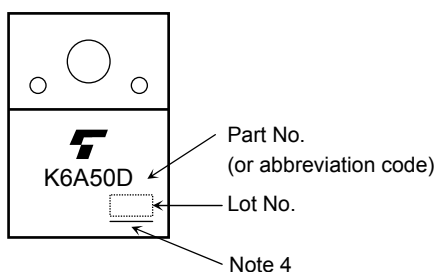 K6A50D
Part No.
(or abbreviation code)
Lot No.
Note 4